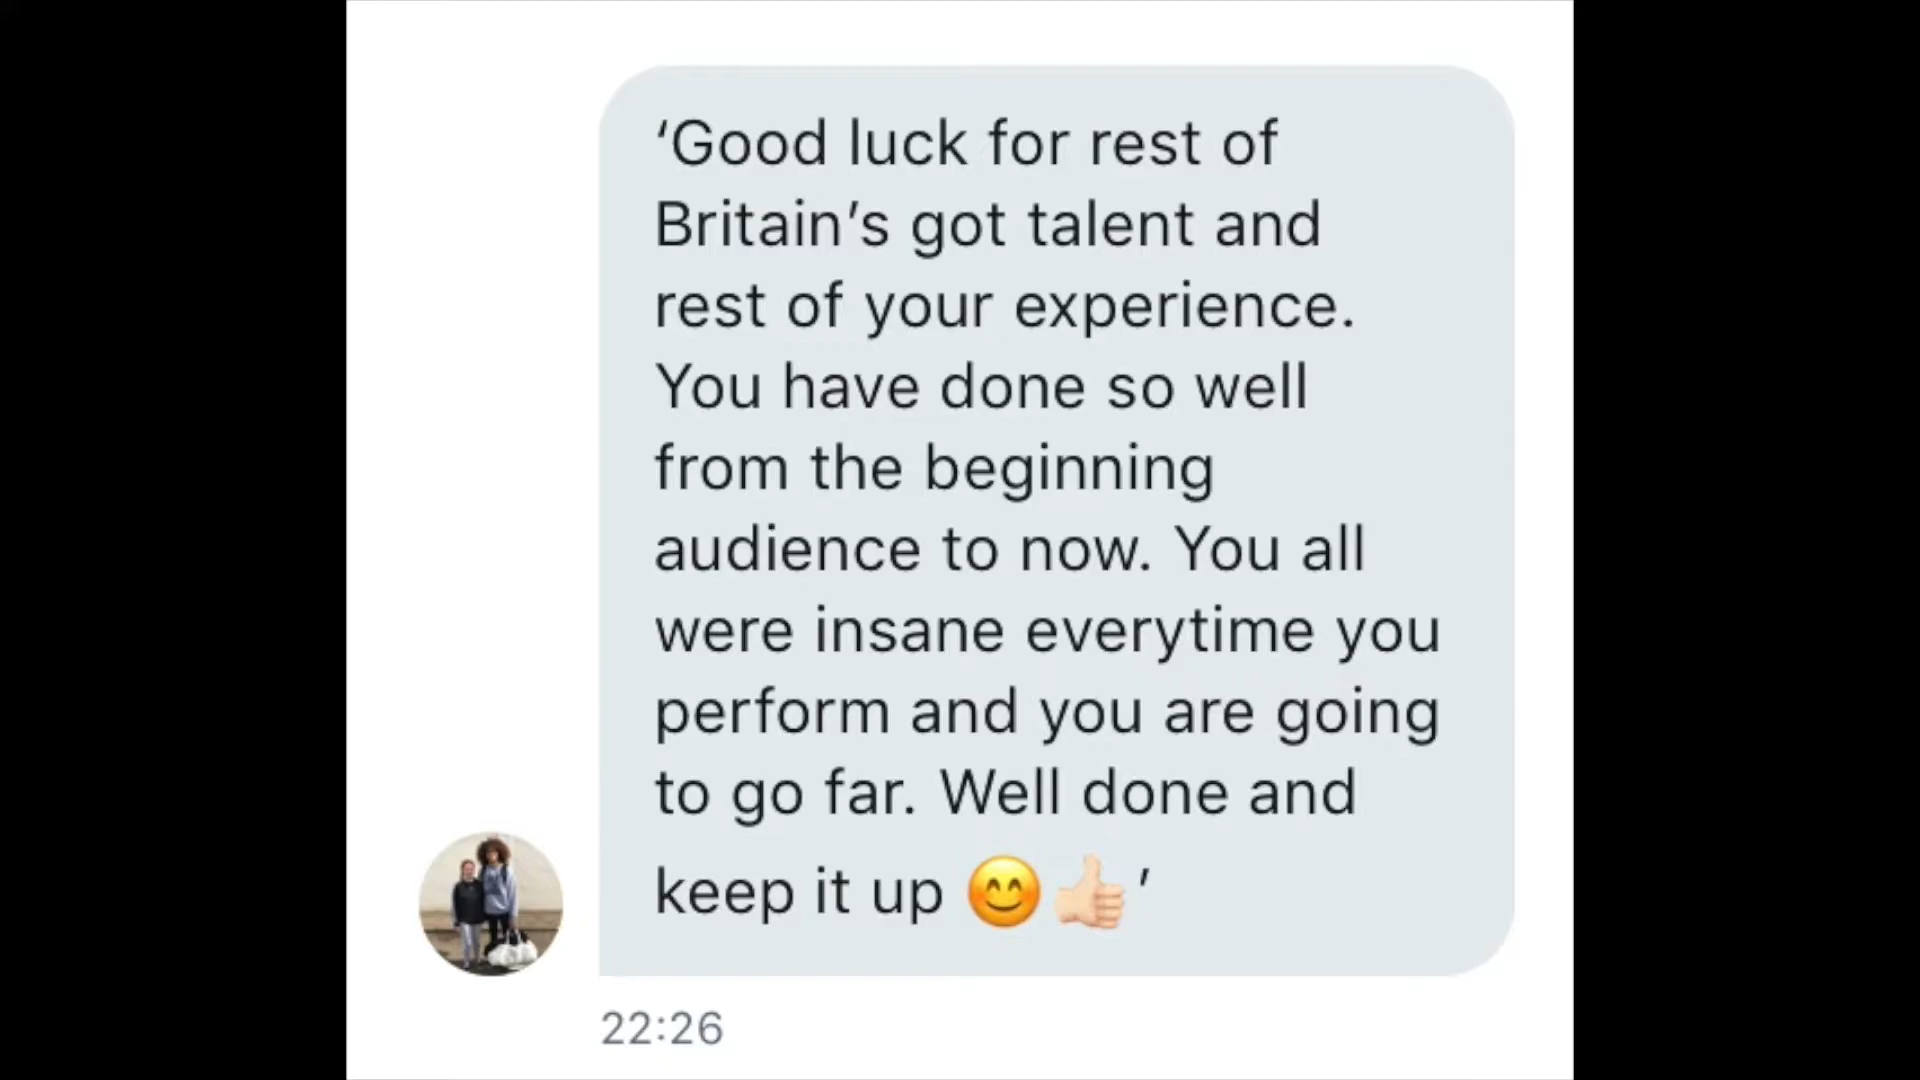 ‘Good luck for rest of
Britain’s got talent and
rest of your experience.
You have done so well
from the beginning
audience to now. You all
were insane everytime you
perform and you are going
to go far. Well done and
keep it up 😊👍🏻’
22:26